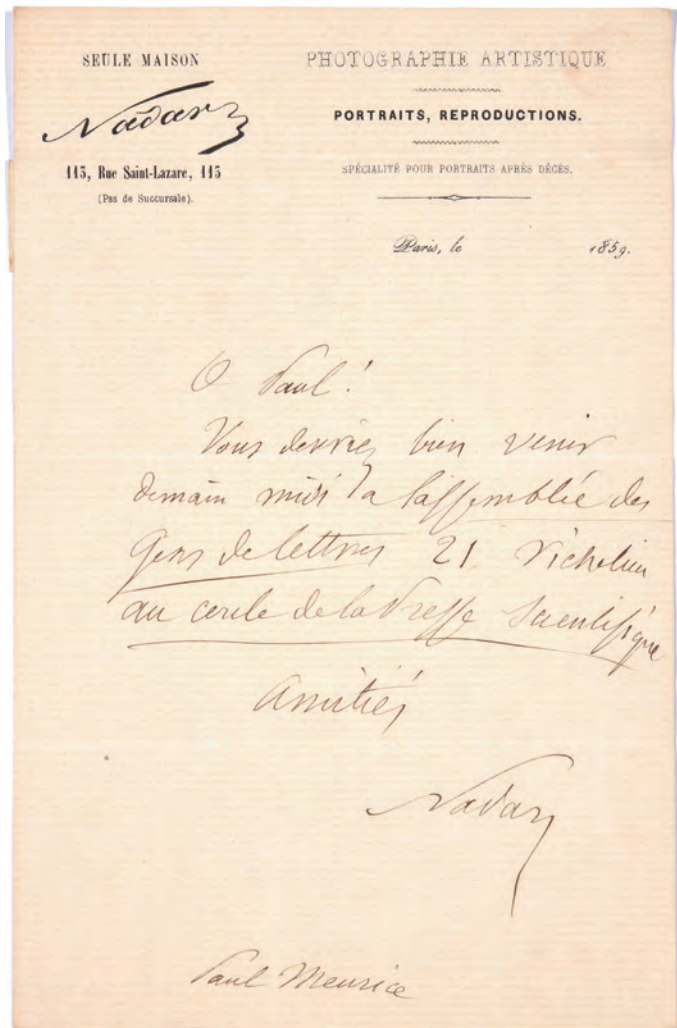 SEULE MAISON
Nadar
113, Rue Saint-Lazare, 113
(Pas de Succursale).
PHOTOGRAPHIE ARTISTIQUE
PORTRAITS, REPRODUCTIONS.
SPÉCIALITÉ POUR PORTRAITS APRÈS DÉCÈS.
Paris, le 1859.
O Paul !
Vous devriez bien venir
demain midi à l'assemblée des
gens de lettres 21 richelieu
au cercle de la Presse Scientifique
Amitiés
Nadar
Paul Meurice